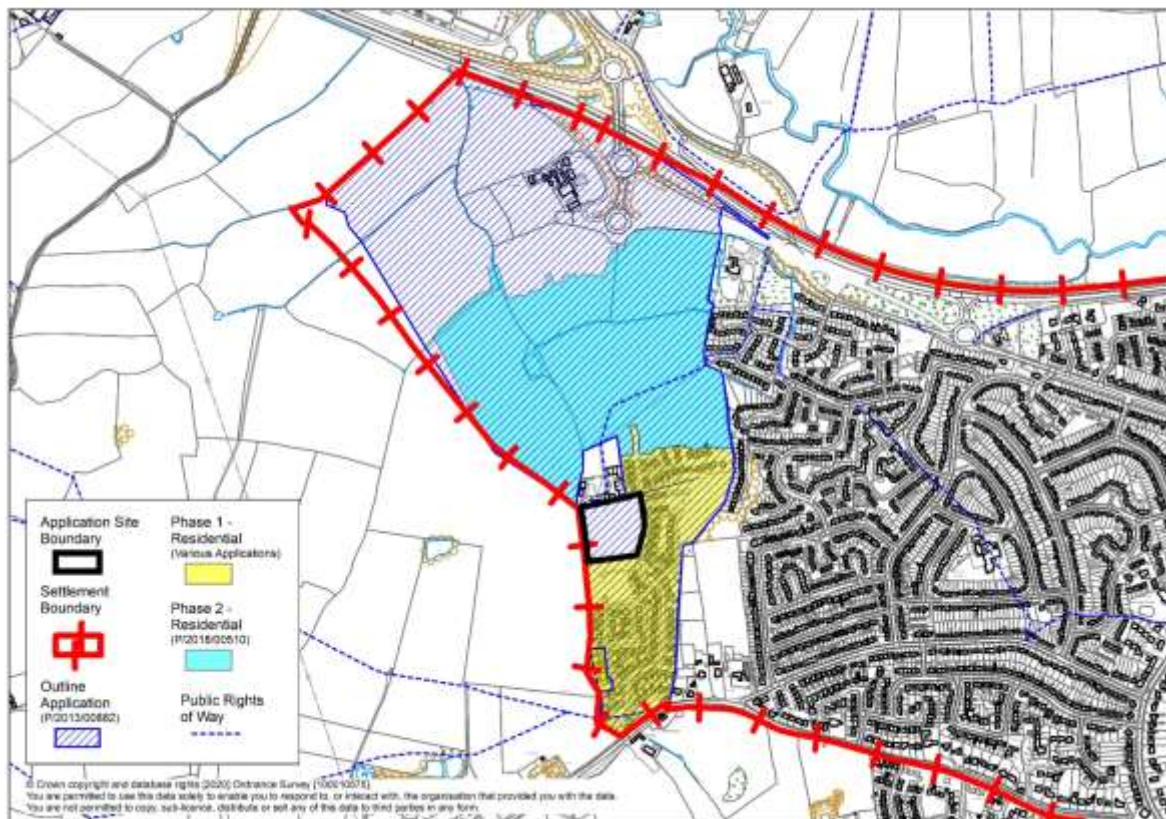 Application Site
Boundary
Settlement
Boundary
Outline
Application
(P/2013/00882)
Phase 1 -
Residential
(Various Applications)
Phase 2 -
Residential
(P/2018/00510)
Public Rights
of Way
© Crown copyright and database rights [2020] Ordnance Survey [100010575]
You are permitted to use this data solely to enable you to respond to, or interact with, the organisation that provided you with the data.
You are not permitted to copy, sub-licence, distribute or sell any of this data to third parties in any form.